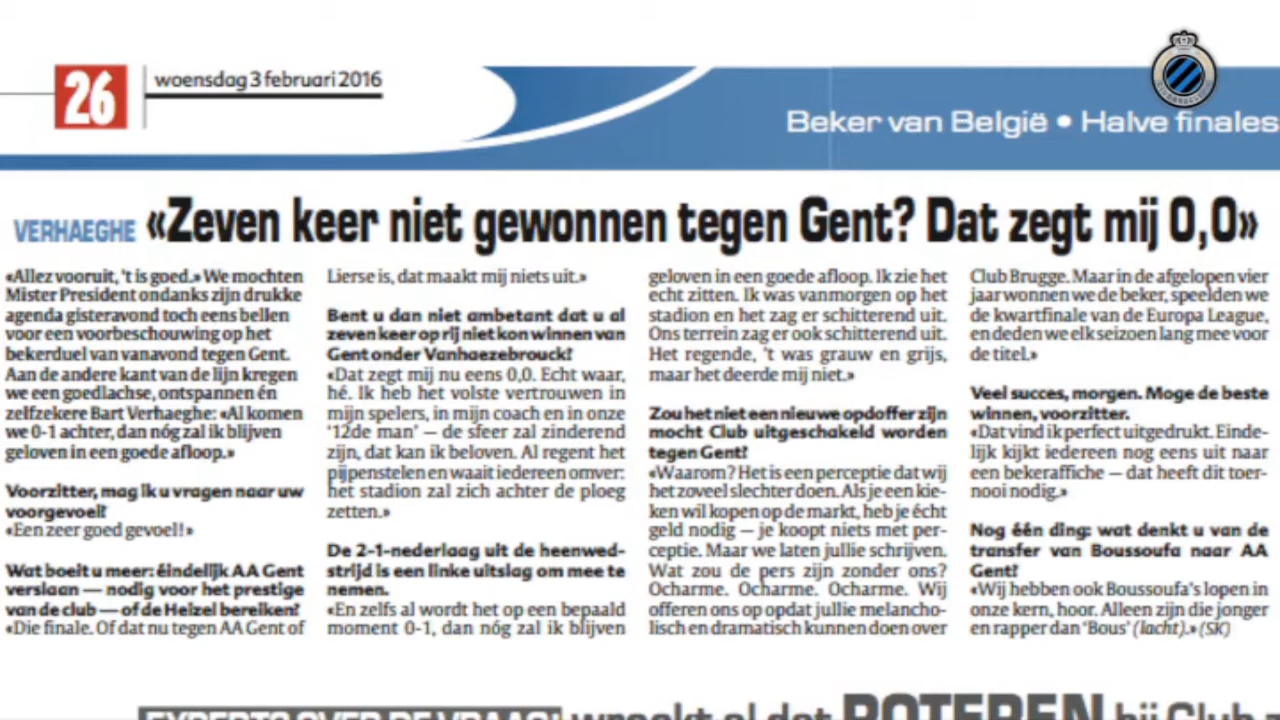 26
woensdag 3 februari 2016
Beker van België • Halve finales
VERHAEGHE «Zeven keer niet gewonnen tegen Gent? Dat zegt mij 0,0»
«Allez vooruit, 't is goed.» We mochten
Mister President ondanks zijn drukke
agenda gisteravond toch eens bellen
voor een voorbeschouwing op het
bekerduel van vanavond tegen Gent.
Aan de andere kant van de lijn kregen
we een goedlachse, ontspannen én
zelfzekere Bart Verhaeghe: «Al komen
we 0-1 achter, dan nóg zal ik blijven
geloven in een goede afloop.»
Voorzitter, mag ik u vragen naar uw
voorgevoel?
«Een zeer goed gevoel!»
Wat boeit u meer: éindelijk AA Gent
verslaan — nodig voor het prestige
van de club — of de Heizel bereiken?
«Die finale. Of dat nu tegen AA Gent of
Lierse is, dat maakt mij niets uit.»
Bent u dan niet ambetant dat u al
zeven keer op rij niet kon winnen van
Gent onder Vanhaezebrouck?
«Dat zegt mij nu eens 0,0. Echt waar,
hé. Ik heb het volste vertrouwen in
mijn spelers, in mijn coach en in onze
'12de man' — de sfeer zal zinderend
zijn, dat kan ik beloven. Al regent het
pijpenstelen en waait iedereen omver:
het stadion zal zich achter de ploeg
zetten.»
De 2-1-nederlaag uit de heenwed-
strijd is een linke uitslag om mee te
nemen.
«En zelfs al wordt het op een bepaald
moment 0-1, dan nóg zal ik blijven
geloven in een goede afloop. Ik zie het
echt zitten. Ik was vanmorgen op het
stadion en het zag er schitterend uit.
Ons terrein zag er ook schitterend uit.
Het regende, 't was grauw en grijs,
maar het deerde mij niet.»
Zou het niet een nieuwe opdoffer zijn
mocht Club uitgeschakeld worden
tegen Gent?
«Waarom? Het is een perceptie dat wij
het zoveel slechter doen. Als je een kie-
ken wil kopen op de markt, heb je écht
geld nodig — je koopt niets met per-
ceptie. Maar we laten jullie schrijven.
Wat zou de pers zijn zonder ons?
Ocharme. Ocharme. Ocharme. Wij
offeren ons op opdat jullie melancho-
lisch en dramatisch kunnen doen over
Club Brugge. Maar in de afgelopen vier
jaar wonnen we de beker, speelden we
de kwartfinale van de Europa League,
en deden we elk seizoen lang mee voor
de titel.»
Veel succes, morgen. Moge de beste
winnen, voorzitter.
«Dat vind ik perfect uitgedrukt. Einde-
lijk kijkt iedereen nog eens uit naar
een bekeraffiche — dat heeft dit toer-
nooi nodig.»
Nog één ding: wat denkt u van de
transfer van Boussoufa naar AA
Gent?
«Wij hebben ook Boussoufa's lopen in
onze kern, hoor. Alleen zijn die jonger
en rapper dan 'Bous' (lacht).» (SK)